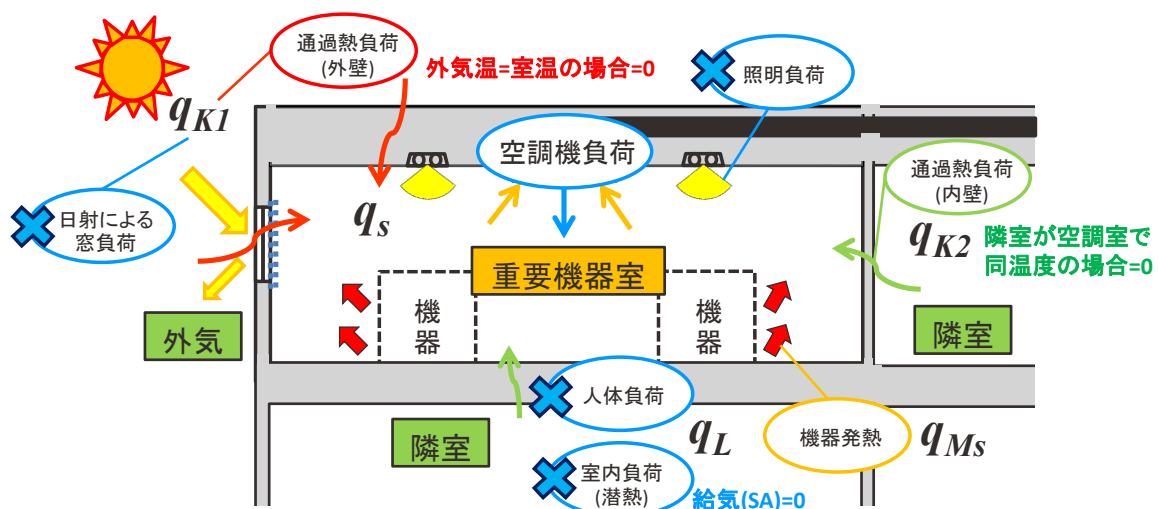 通過熱負荷
(外壁)
外気温=室温の場合=0
照明負荷
qK1
空調機負荷
通過熱負荷
(内壁)
日射による
窓負荷
qs
qK2
隣室が空調室で
同温度の場合=0
重要機器室
機器
機器
外気
隣室
人体負荷
隣室
qL
機器発熱
qMs
室内負荷
(潜熱)
給気(SA)=0